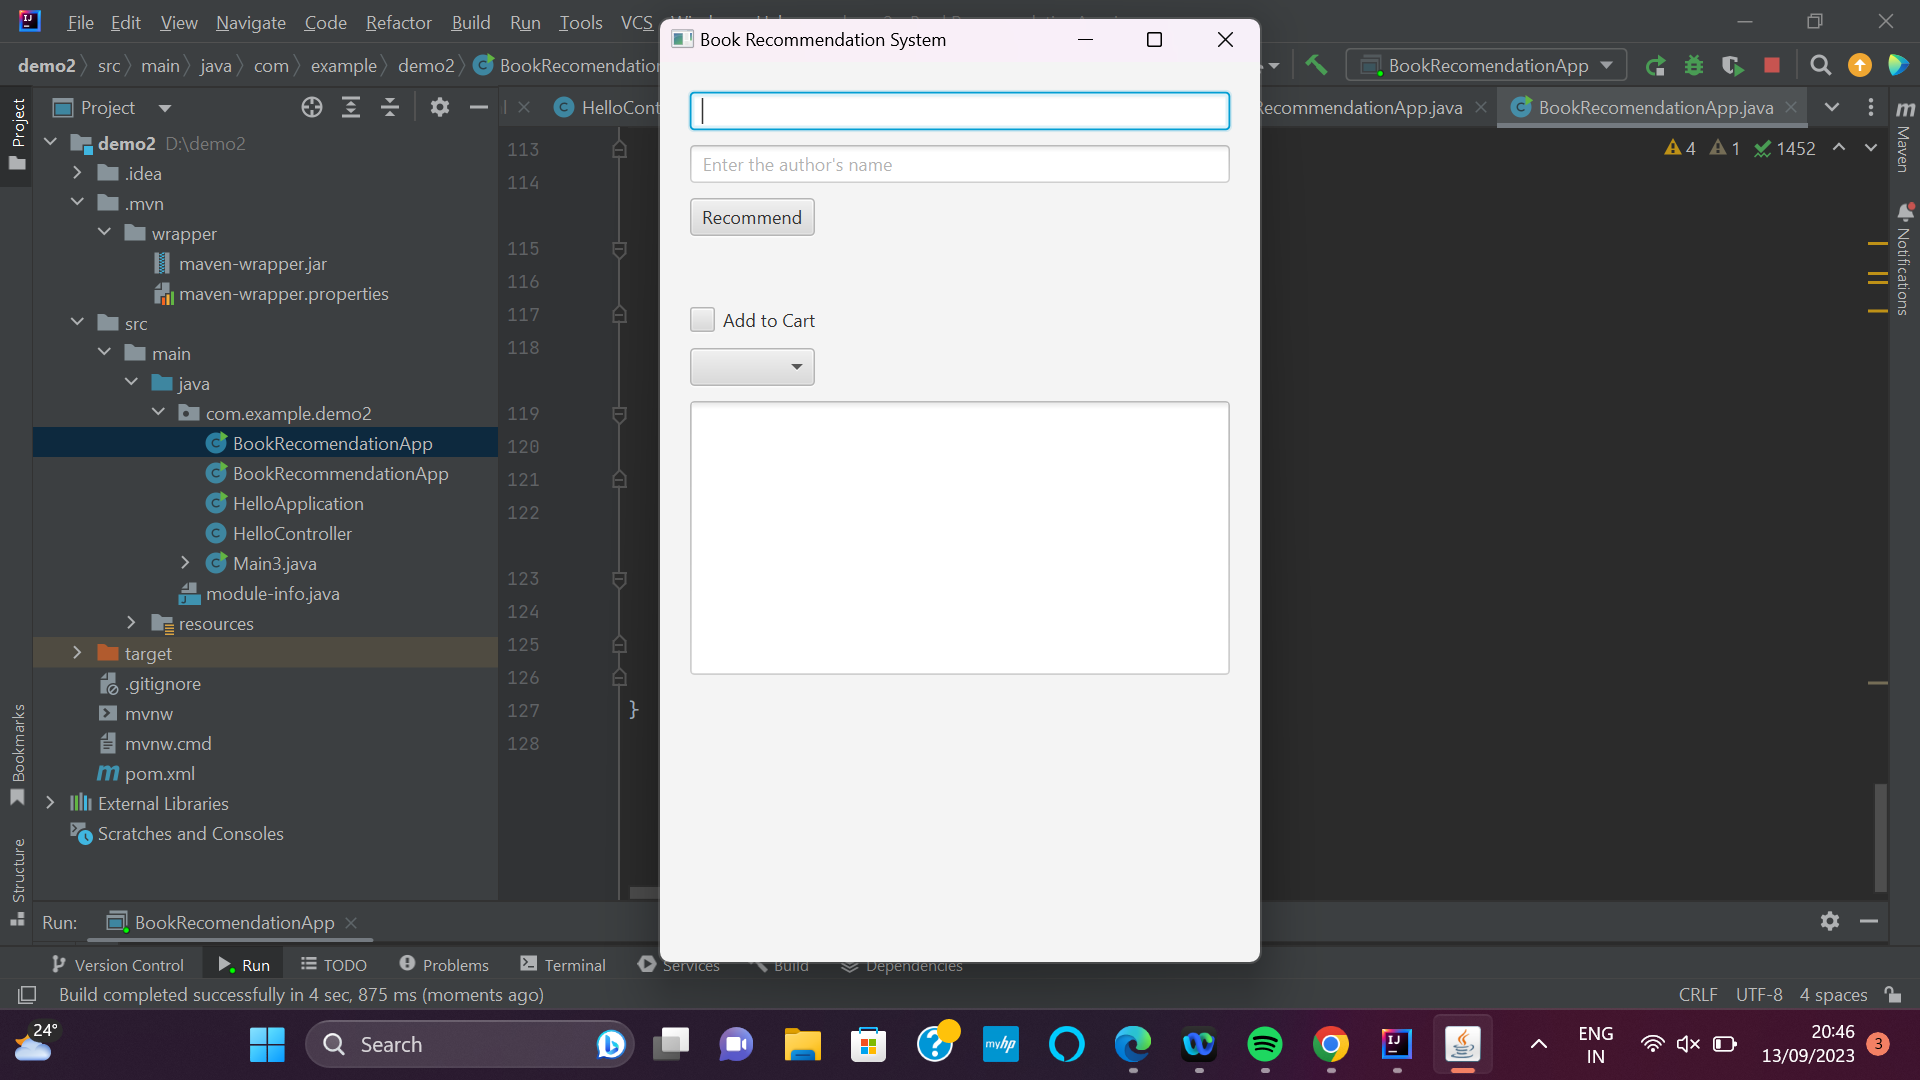 File Edit View Navigate Code Refactor Build Run Tools VCS
Book Recommendation System
demo2 src main java com example demo2 BookRecomendation
BookRecomendationApp
Project
HelloCont
RecommendationApp.java
BookRecomendationApp.java
Project
Maven
Notifications
Bookmarks
Structure
demo2 D:\demo2
.idea
.mvn
wrapper
maven-wrapper.jar
maven-wrapper.properties
src
main
java
com.example.demo2
BookRecomendationApp
BookRecommendationApp
HelloApplication
HelloController
Main3.java
module-info.java
resources
target
.gitignore
mvnw
mvnw.cmd
pom.xml
External Libraries
Scratches and Consoles
113
114
115
116
117
118
119
120
121
122
123
124
125
126
127 }
128
4 1 1452
Enter the author's name
Recommend
Add to Cart
Run: BookRecomendationApp
Version Control Run TODO Problems Terminal Services Build Dependencies
Build completed successfully in 4 sec, 875 ms (moments ago)
CRLF UTF-8 4 spaces
24°
Search
myhp
ENG
IN
20:46
13/09/2023
3